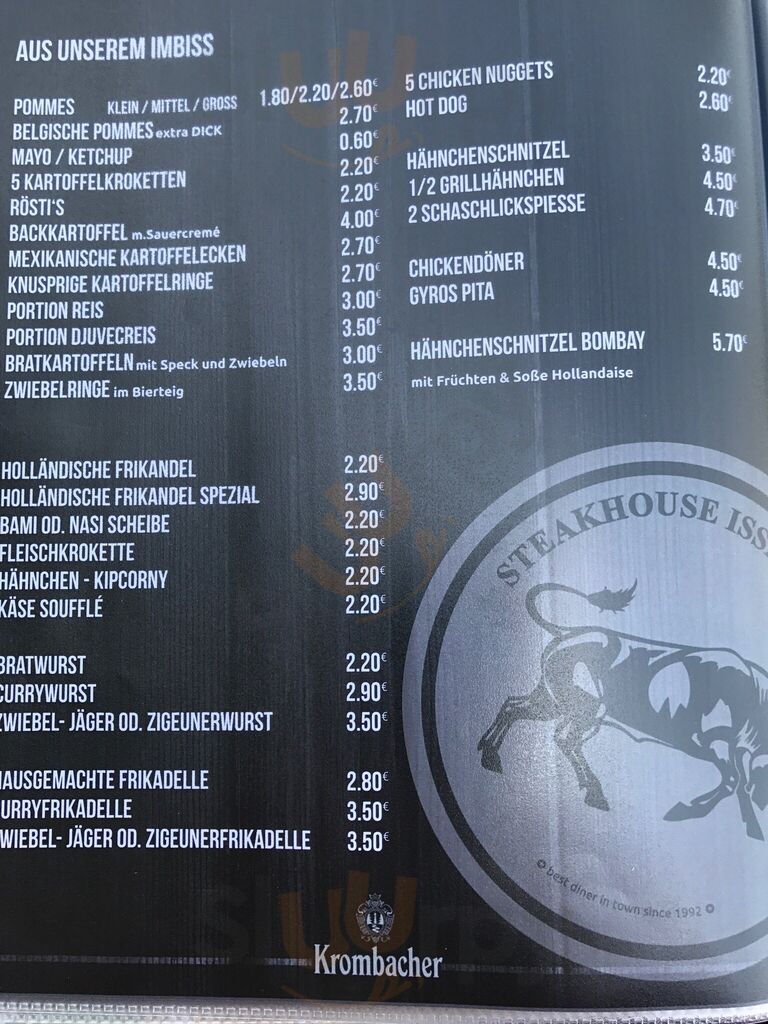 AUS UNSEREM IMBISS
POMMES KLEIN / MITTEL / GROSS 1.80/2.20/2.60€
BELGISCHE POMMES extra DICK 2.70€
MAYO / KETCHUP 0.60€
5 KARTOFFELKROKETTEN 2.20€
RÖSTI'S 2.20€
BACKKARTOFFEL m.Sauercremé 4.00€
MEXIKANISCHE KARTOFFELECKEN 2.70€
KNUSPRIGE KARTOFFELRINGE 2.70€
PORTION REIS 3.00€
PORTION DJUVECREIS 3.50€
BRATKARTOFFELN mit Speck und Zwiebeln 3.00€
ZWIEBELRINGE im Bierteig 3.50€
HOLLÄNDISCHE FRIKANDEL 2.20€
HOLLÄNDISCHE FRIKANDEL SPEZIAL 2.90€
BAMI OD. NASI SCHEIBE 2.20€
FLEISCHKROKETTE 2.20€
HÄHNCHEN - KIPCORNY 2.20€
KÄSE SOUFFLÉ 2.20€
BRATWURST 2.20€
CURRYWURST 2.90€
ZWIEBEL- JÄGER OD. ZIGEUNERWURST 3.50€
HAUSGEMACHTE FRIKADELLE 2.80€
URRYFRIKADELLE 3.50€
WIEBEL- JÄGER OD. ZIGEUNERFRIKADELLE 3.50€
5 CHICKEN NUGGETS 2.20€
HOT DOG 2.60€
HÄHNCHENSCHNITZEL 3.50€
1/2 GRILLHÄHNCHEN 4.50€
2 SCHASCHLICKSPIESSE 4.70€
CHICKENDÖNER 4.50€
GYROS PITA 4.50€
HÄHNCHENSCHNITZEL BOMBAY 5.70€
mit Früchten & Soße Hollandaise
STEAKHOUSE ISS
best diner in town since 1992
Krombacher